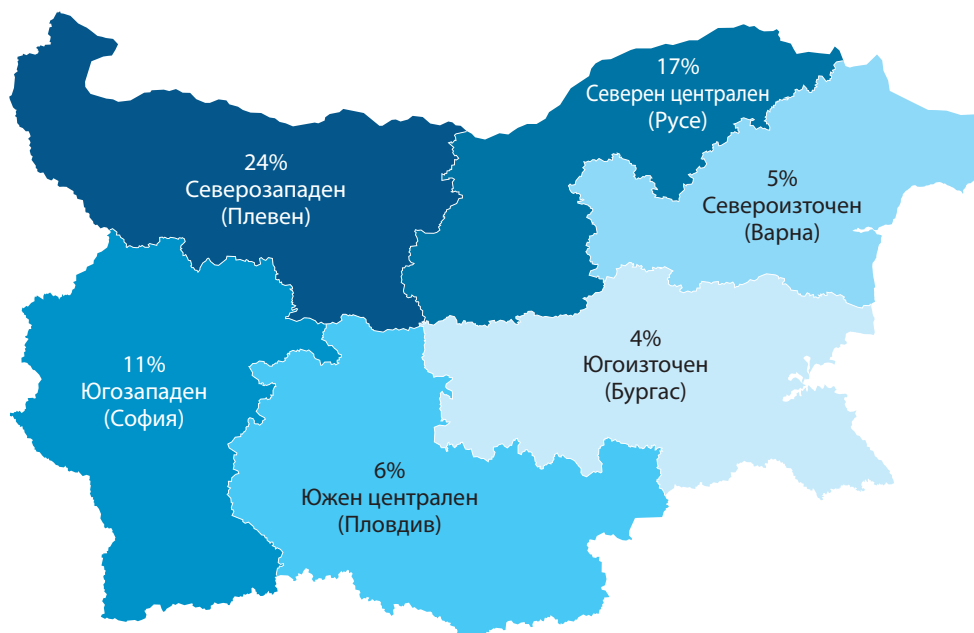 17%
Северен централен
(Русе)
24%
Северозападен
(Плевен)
5%
Североизточен
(Варна)
4%
Югоизточен
(Бургас)
11%
Югозападен
(София)
6%
Южен централен
(Пловдив)